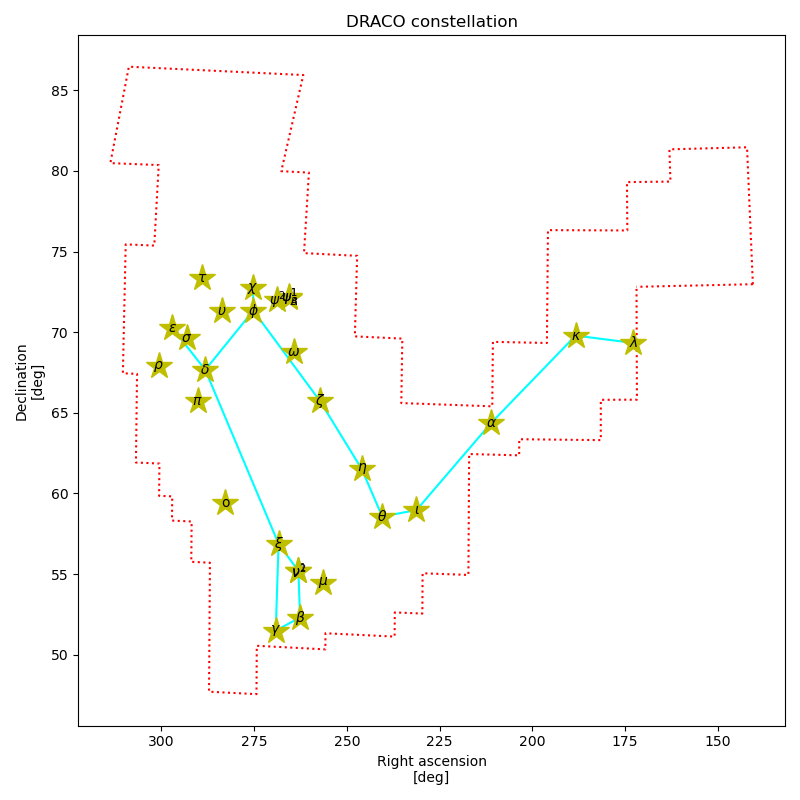 DRACO constellation
85
80
75
70
65
60
55
50
Declination
[deg]
τ
χ
υ
ϕ
ε
σ
ω
ρ
δ
π
ζ
κ
λ
α
η
ο
θ
ι
ξ
μ
β
γ
300
275
250
225
200
175
150
Right ascension
[deg]